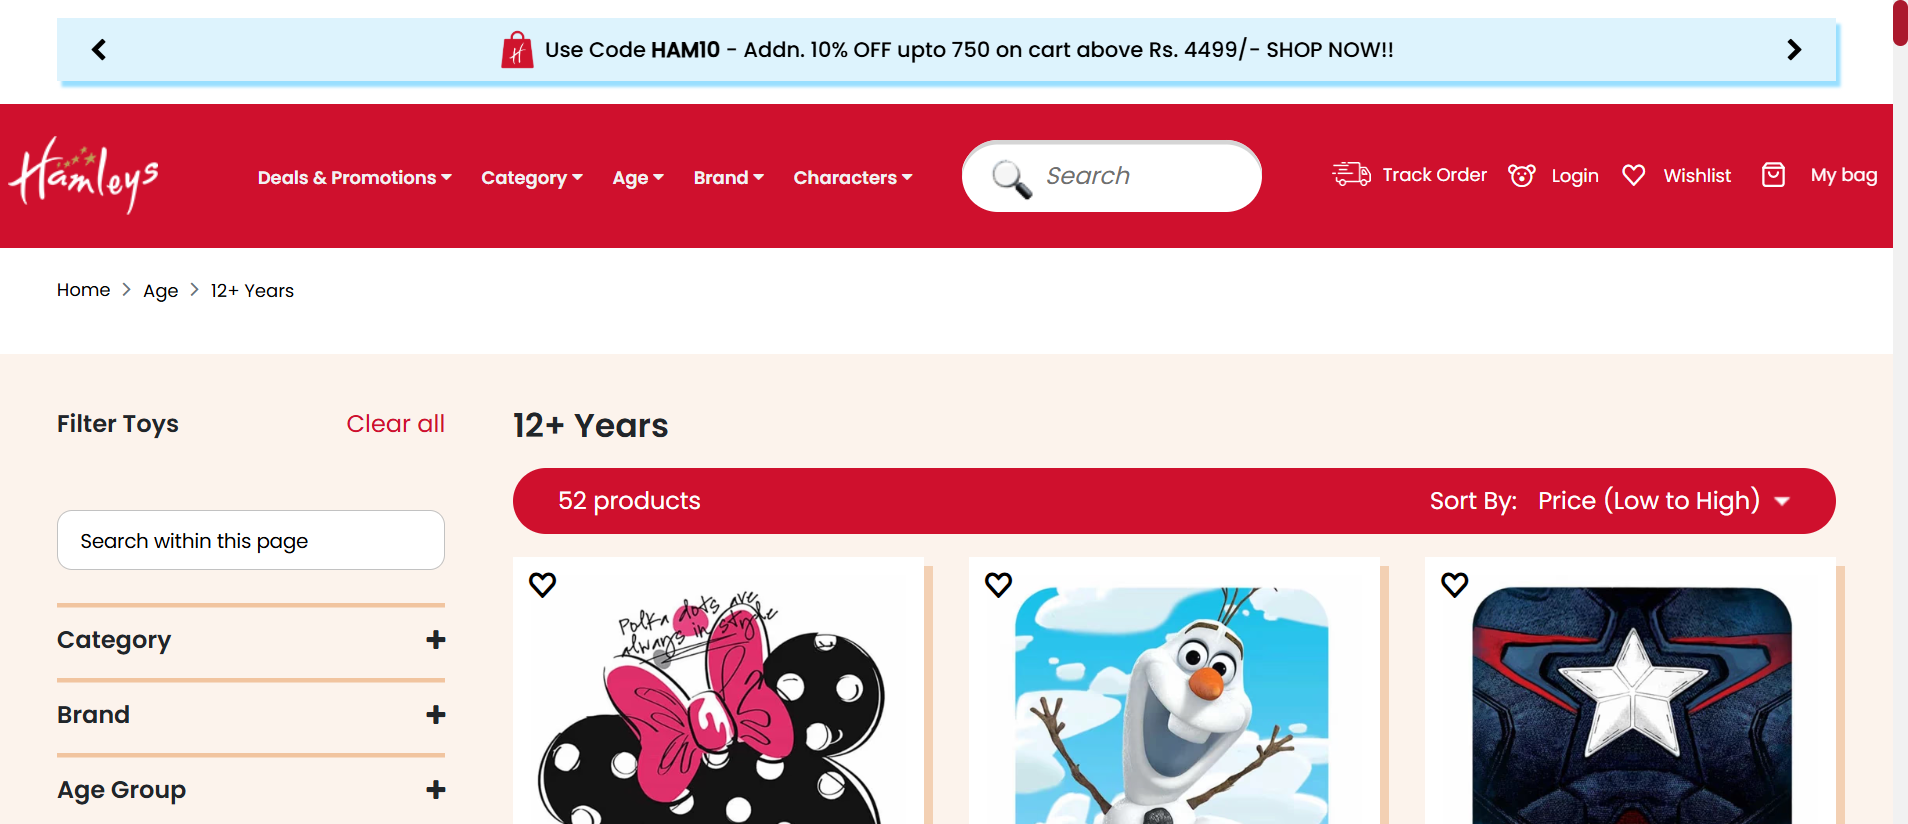 Use Code HAM10 - Addn. 10% OFF upto 750 on cart above Rs. 4499/- SHOP NOW!!
Hamleys
Deals & Promotions
Category
Age
Brand
Characters
Search
Track Order
Login
Wishlist
My bag
Home > Age > 12+ Years
Filter Toys
Clear all
12+ Years
52 products
Sort By: Price (Low to High)
Search within this page
Category
Brand
Age Group
Polka dots are
always in style